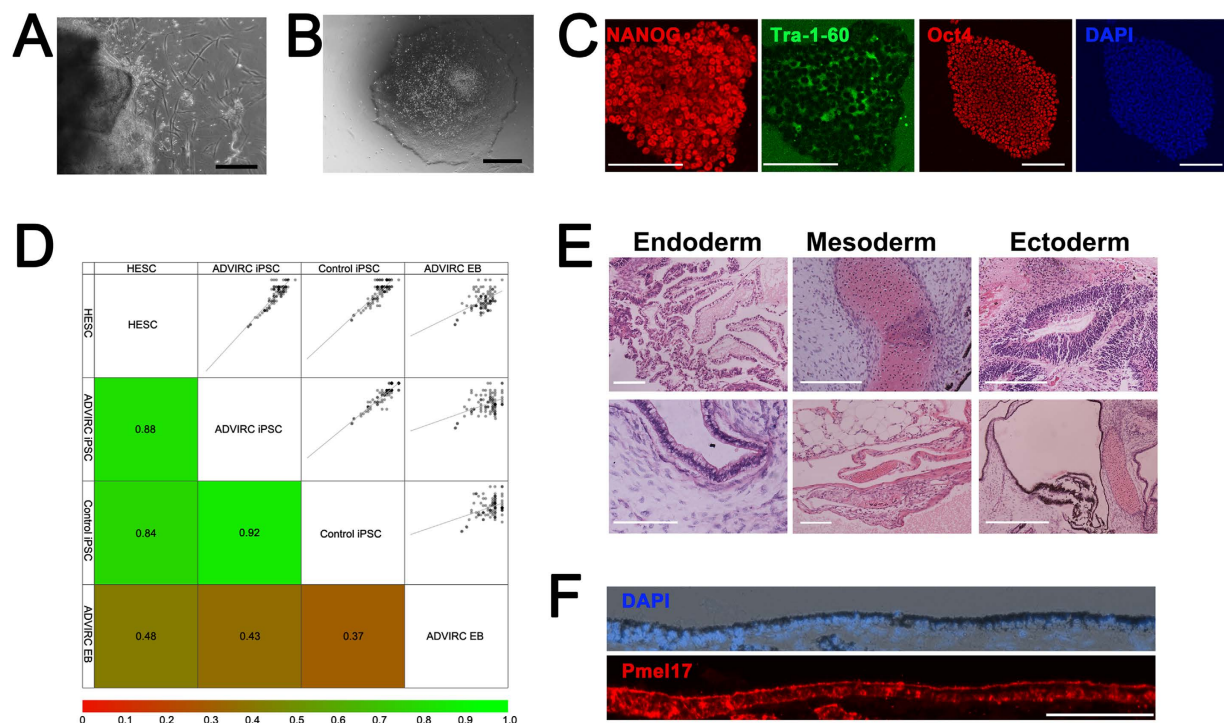 A
B
C
NANOG
Tra-1-60
Oct4
DAPI
D
HESC
ADVIRC iPSC
Control iPSC
ADVIRC EB
HESC
HESC
ADVIRC iPSC
0.88
ADVIRC iPSC
Control iPSC
0.84
0.92
Control iPSC
ADVIRC EB
0.48
0.43
0.37
ADVIRC EB
0
0.1
0.2
0.3
0.4
0.5
0.6
0.7
0.8
0.9
1.0
E
Endoderm
Mesoderm
Ectoderm
F
DAPI
Pmel17